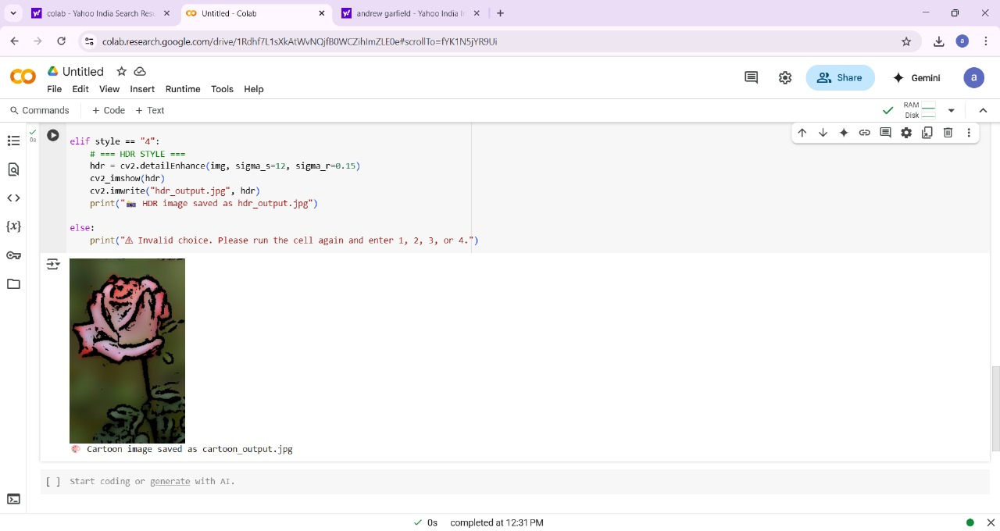 colab - Yahoo India Search Res
Untitled - Colab
andrew garfield - Yahoo India I
colab.research.google.com/drive/1Rdhf7L1sXkAtWvNQjfB0WCZihImZLE0e#scrollTo=fYK1N5jYR9Ui
a
CO Untitled
File Edit View Insert Runtime Tools Help
Share
Gemini
a
Commands + Code + Text
RAM
Disk
0s
elif style == "4":
# === HDR STYLE ===
hdr = cv2.detailEnhance(img, sigma_s=12, sigma_r=0.15)
cv2_imshow(hdr)
cv2.imwrite("hdr_output.jpg", hdr)
print("📸 HDR image saved as hdr_output.jpg")
else:
print("⚠ Invalid choice. Please run the cell again and enter 1, 2, 3, or 4.")
{x}
🎨 Cartoon image saved as cartoon_output.jpg
[ ] Start coding or generate with AI.
0s completed at 12:31 PM